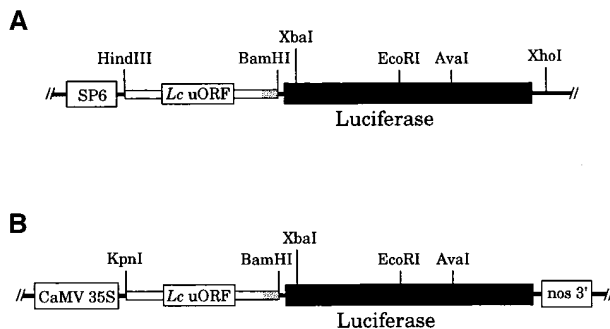 A
XbaI
HindIII BamHI EcoRI AvaI XhoI
SP6 Lc uORF
Luciferase
B
XbaI
KpnI BamHI EcoRI AvaI
CaMV 35S Lc uORF nos 3'
Luciferase